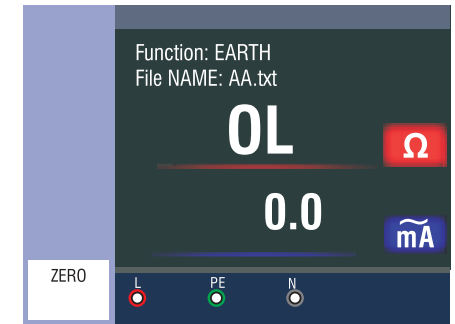 Function: EARTH
File NAME: AA.txt
OL Ω
0.0 mA
ZERO
L PE N